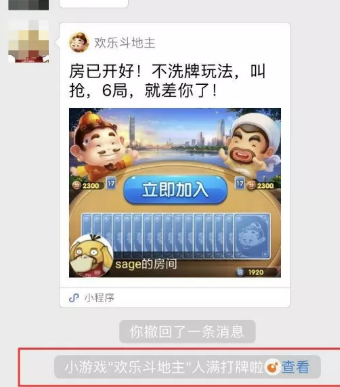 欢乐斗地主
房已开好！不洗牌玩法，叫
抢，6局，就差你了！
17
17
2300
立即加入
2300
sage的房间
1920
小程序
你撤回了一条消息
小游戏"欢乐斗地主"人满打牌啦 查看